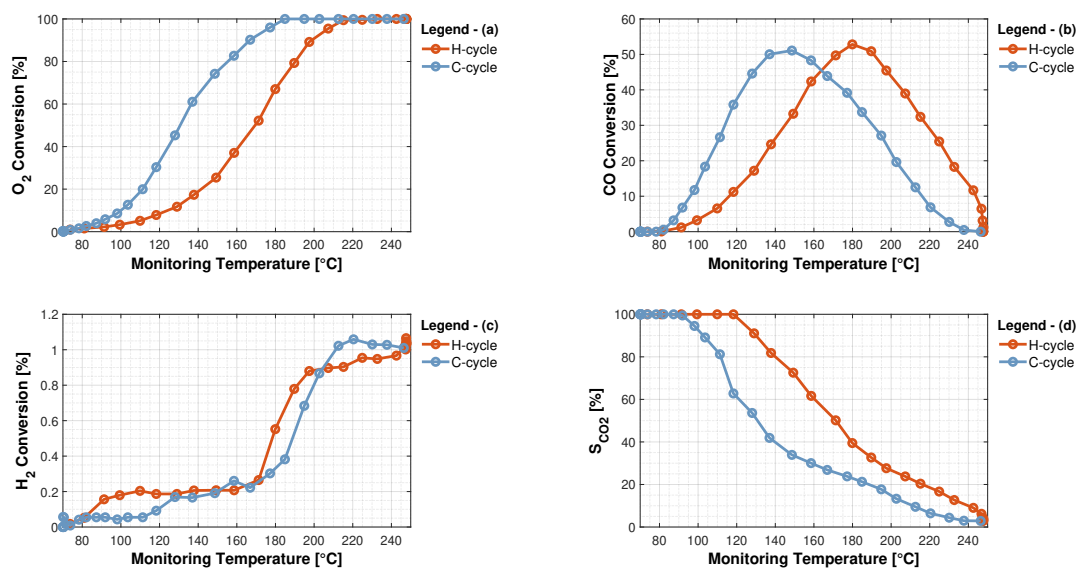 Legend - (a)
H-cycle
C-cycle
O2 Conversion [%]
100
80
60
40
20
0
80 100 120 140 160 180 200 220 240
Monitoring Temperature [°C]
Legend - (b)
H-cycle
C-cycle
CO Conversion [%]
60
50
40
30
20
10
0
80 100 120 140 160 180 200 220 240
Monitoring Temperature [°C]
Legend - (c)
H-cycle
C-cycle
H2 Conversion [%]
1.2
1
0.8
0.6
0.4
0.2
0
80 100 120 140 160 180 200 220 240
Monitoring Temperature [°C]
Legend - (d)
H-cycle
C-cycle
SCO2 [%]
100
80
60
40
20
0
80 100 120 140 160 180 200 220 240
Monitoring Temperature [°C]